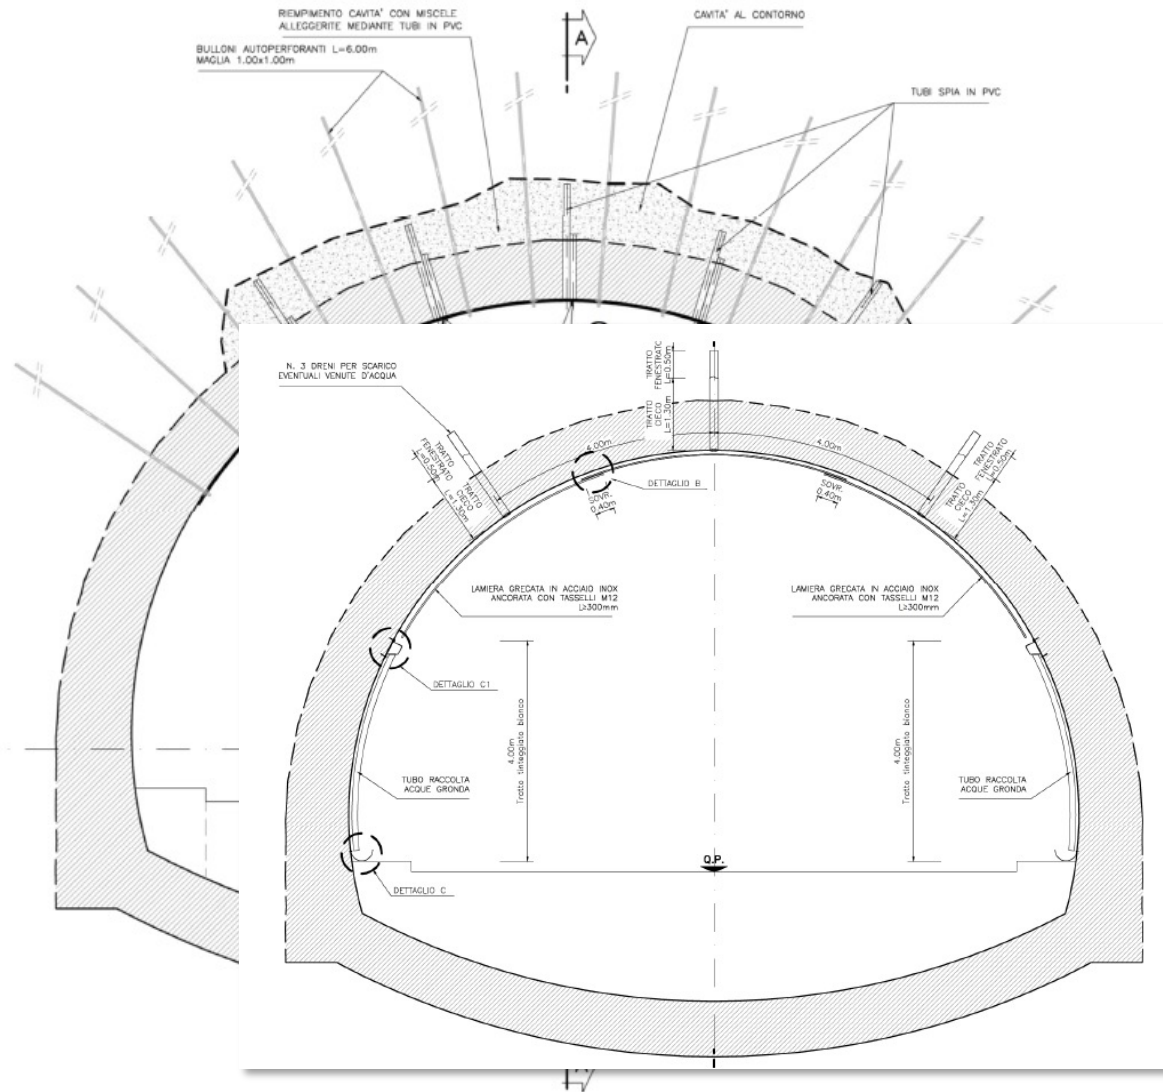 RIEMPIMENTO CAVITA' CON MISCELE
ALLEGGERITE MEDIANTE TUBI IN PVC
CAVITA' AL CONTORNO
A
BULLONI AUTOPERFORANTI L=6.00m
MAGLIA 1.00x1.00m
TUBI SPIA IN PVC
N. 3 DRENI PER SCARICO
EVENTUALI VENUTE D'ACQUA
TRATTO
FENESTRATO
L=0.50m
TRATTO
CIECO
L=1.30m
TRATTO
FENESTRATO
L=0.50m
TRATTO
CIECO
L=1.30m
TRATTO
FENESTRATO
L=0.50m
TRATTO
CIECO
L=1.30m
4.00m
4.00m
DETTAGLIO B
SOVR.
0.40m
SOVR.
0.40m
LAMIERA GRECATA IN ACCIAIO INOX
ANCORATA CON TASSELLI M12
L≥300mm
LAMIERA GRECATA IN ACCIAIO INOX
ANCORATA CON TASSELLI M12
L≥300mm
DETTAGLIO C1
4.00m
Tratto tinteggiato bianco
4.00m
Tratto tinteggiato bianco
TUBO RACCOLTA
ACQUE GRONDA
TUBO RACCOLTA
ACQUE GRONDA
Q.P.
DETTAGLIO C